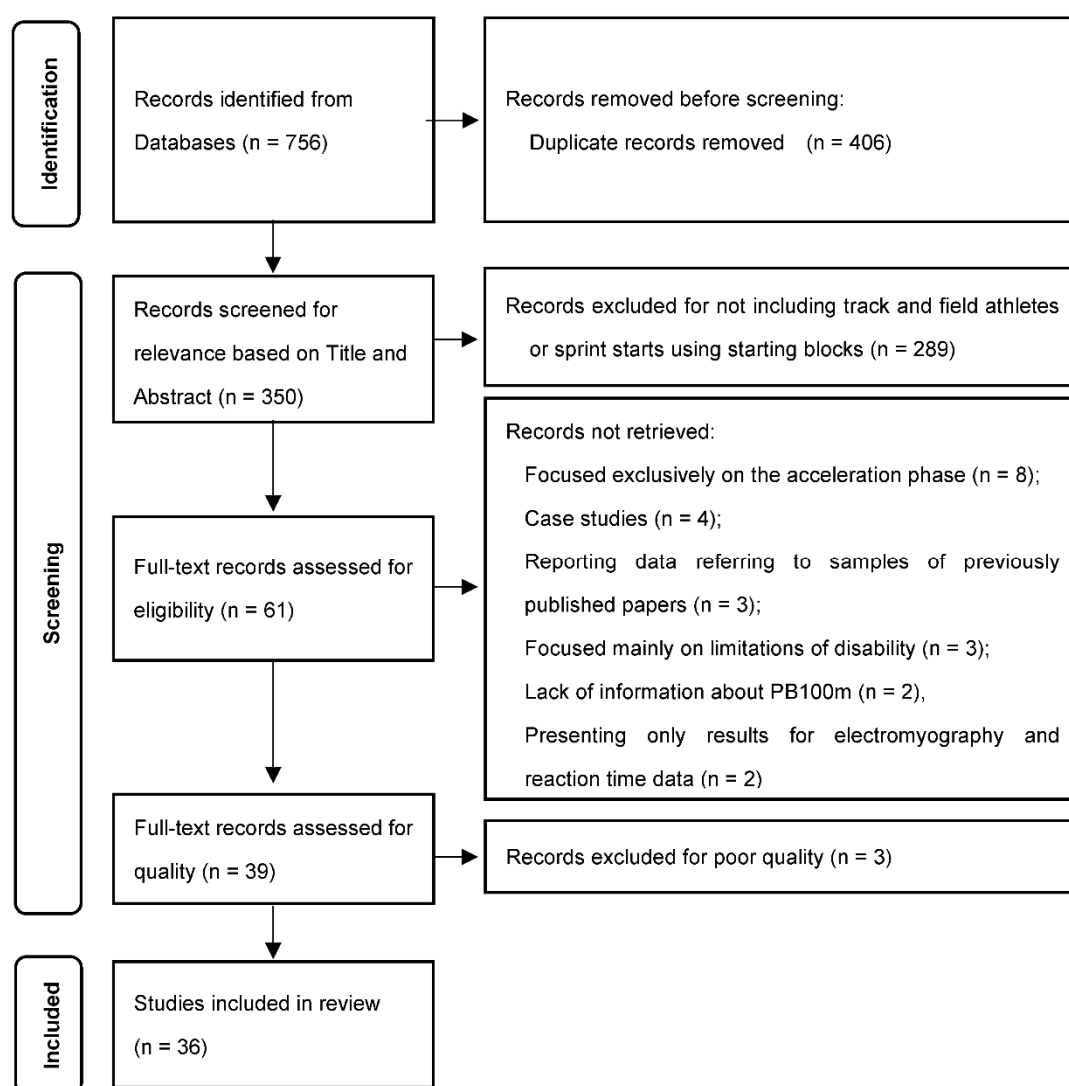 Identification
Records identified from
Databases (n = 756)
Records removed before screening:
Duplicate records removed (n = 406)
Screening
Records screened for
relevance based on Title and
Abstract (n = 350)
Records excluded for not including track and field athletes
or sprint starts using starting blocks (n = 289)
Full-text records assessed for
eligibility (n = 61)
Records not retrieved:
Focused exclusively on the acceleration phase (n = 8);
Case studies (n = 4);
Reporting data referring to samples of previously
published papers (n = 3);
Focused mainly on limitations of disability (n = 3);
Lack of information about PB100m (n = 2),
Presenting only results for electromyography and
reaction time data (n = 2)
Full-text records assessed for
quality (n = 39)
Records excluded for poor quality (n = 3)
Included
Studies included in review
(n = 36)